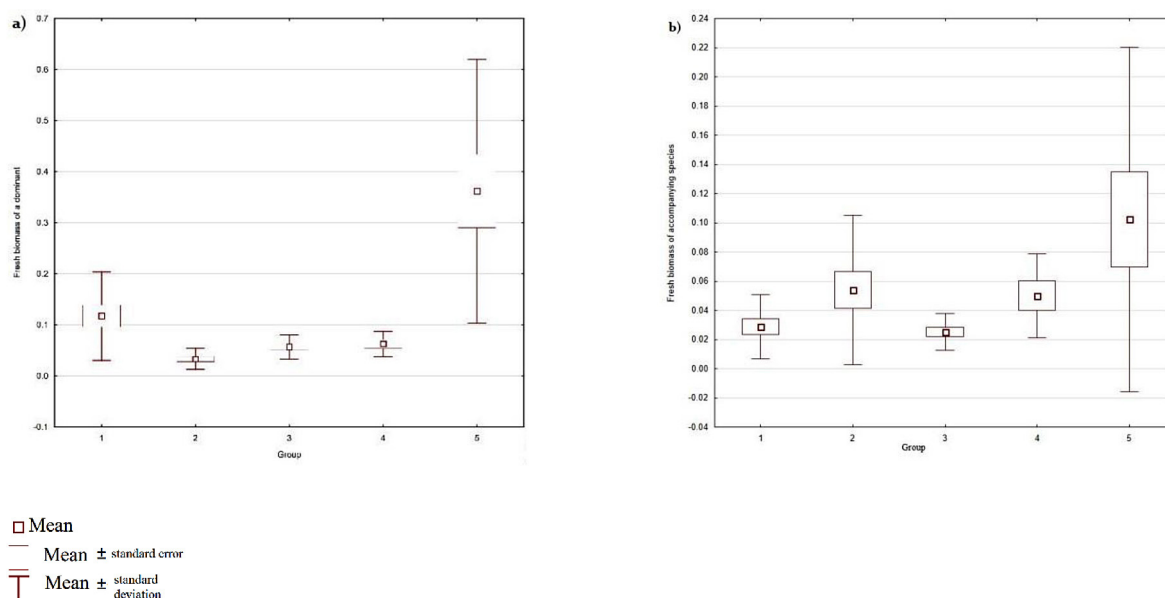 a)
Fresh biomass of a dominant
0.7
0.6
0.5
0.4
0.3
0.2
0.1
0.0
-0.1
1 2 3 4 5
Group
b)
Fresh biomass of accompanying species
0.24
0.22
0.20
0.18
0.16
0.14
0.12
0.10
0.08
0.06
0.04
0.02
0.00
-0.02
-0.04
1 2 3 4 5
Group
Mean
Mean ± standard error
Mean ± standard
deviation